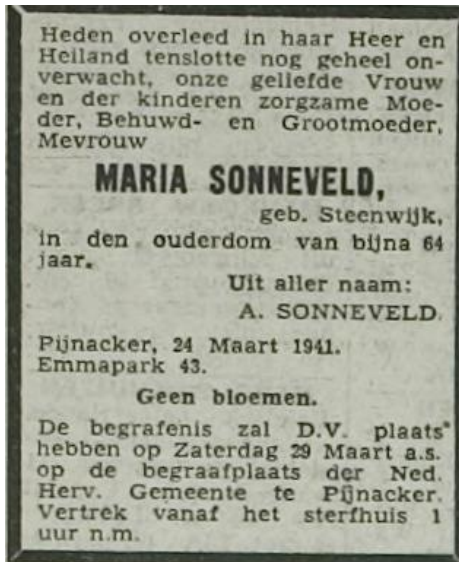 Heden overleed in haar Heer en
Heiland tenslotte nog geheel on-
verwacht, onze geliefde Vrouw
en der kinderen zorgzame Moe-
der, Behuwd- en Grootmoeder,
Mevrouw
MARIA SONNEVELD,
geb. Steenwijk,
in den ouderdom van bijna 64
jaar.
Uit aller naam:
A. SONNEVELD.
Pijnacker, 24 Maart 1941.
Emmapark 43.
Geen bloemen.
De begrafenis zal D.V. plaats
hebben op Zaterdag 29 Maart a.s.
op de begraafplaats der Ned.
Herv. Gemeente te Pijnacker.
Vertrek vanaf het sterfhuis 1
uur n.m.